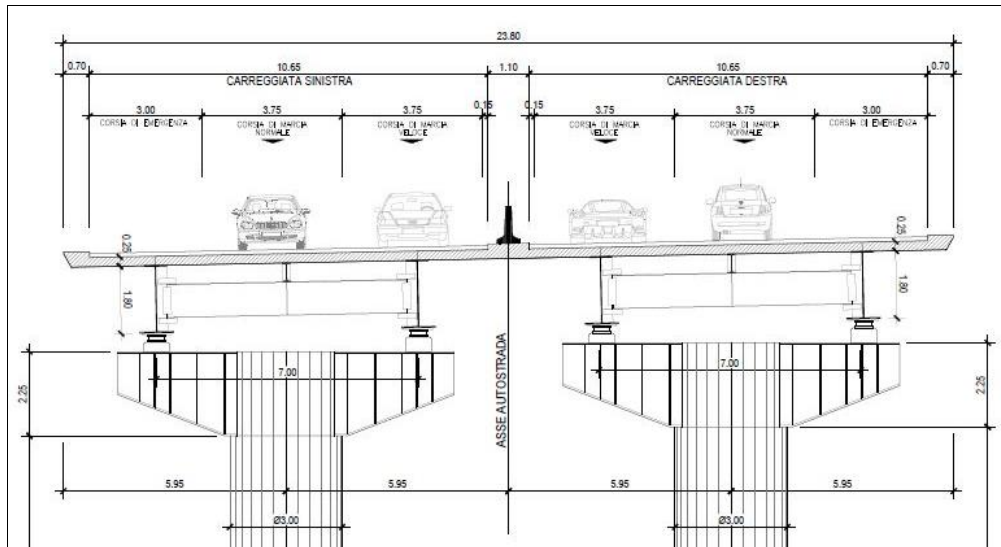 23.80
0.70
10.65
1.10
10.65
0.70
CARREGGIATA SINISTRA
CARREGGIATA DESTRA
3.00
3.75
3.75
0.15
0.15
3.75
3.75
3.00
CORSIA DI EMERGENZA
CORSIA DI MARCIA
NORMALE
CORSIA DI MARCIA
VELOCE
CORSIA DI MARCIA
VELOCE
CORSIA DI MARCIA
NORMALE
CORSIA DI EMERGENZA
0.25
0.25
1.80
1.80
7.00
7.00
2.25
2.25
ASSE AUTOSTRADA
5.95
5.95
5.95
5.95
Ø3.00
Ø3.00